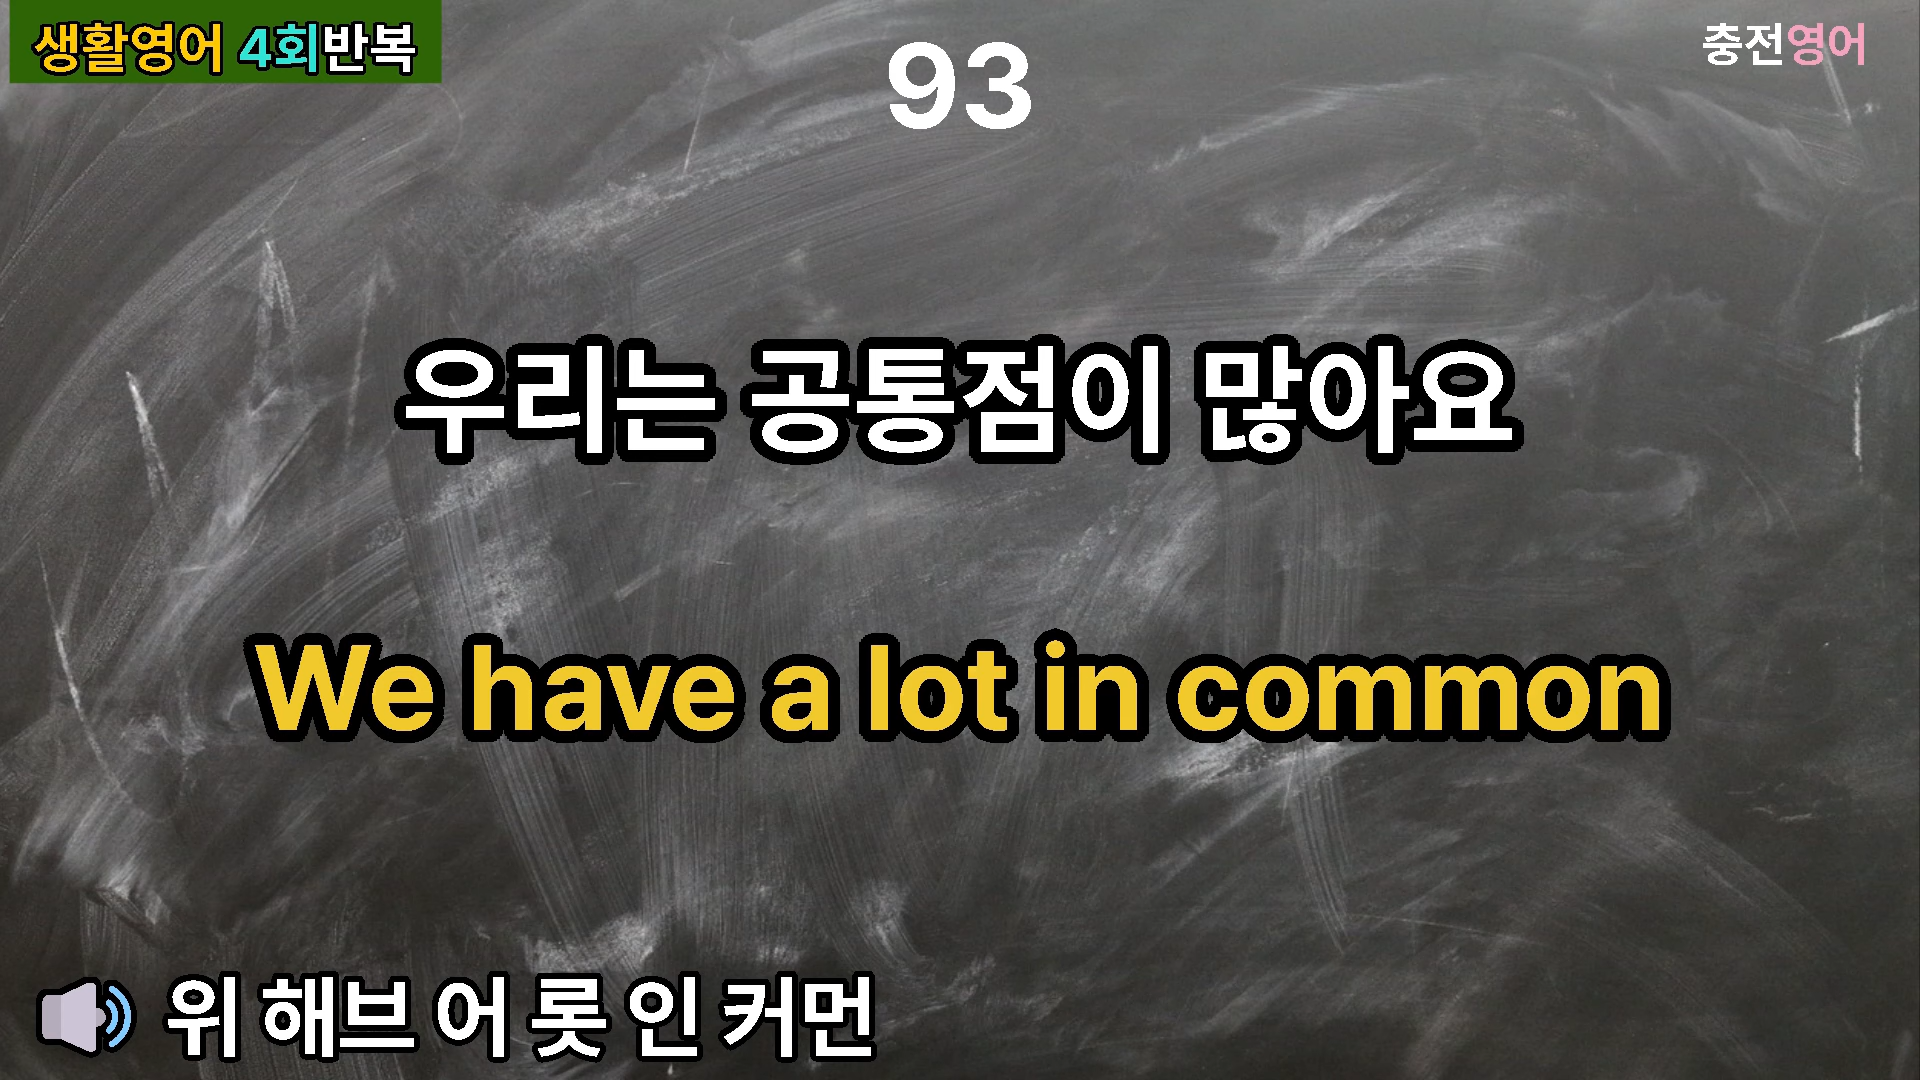 생활영어 4회반복
93
충전영어
우리는 공통점이 많아요
We have a lot in common
위 해브 어 롯 인 커먼